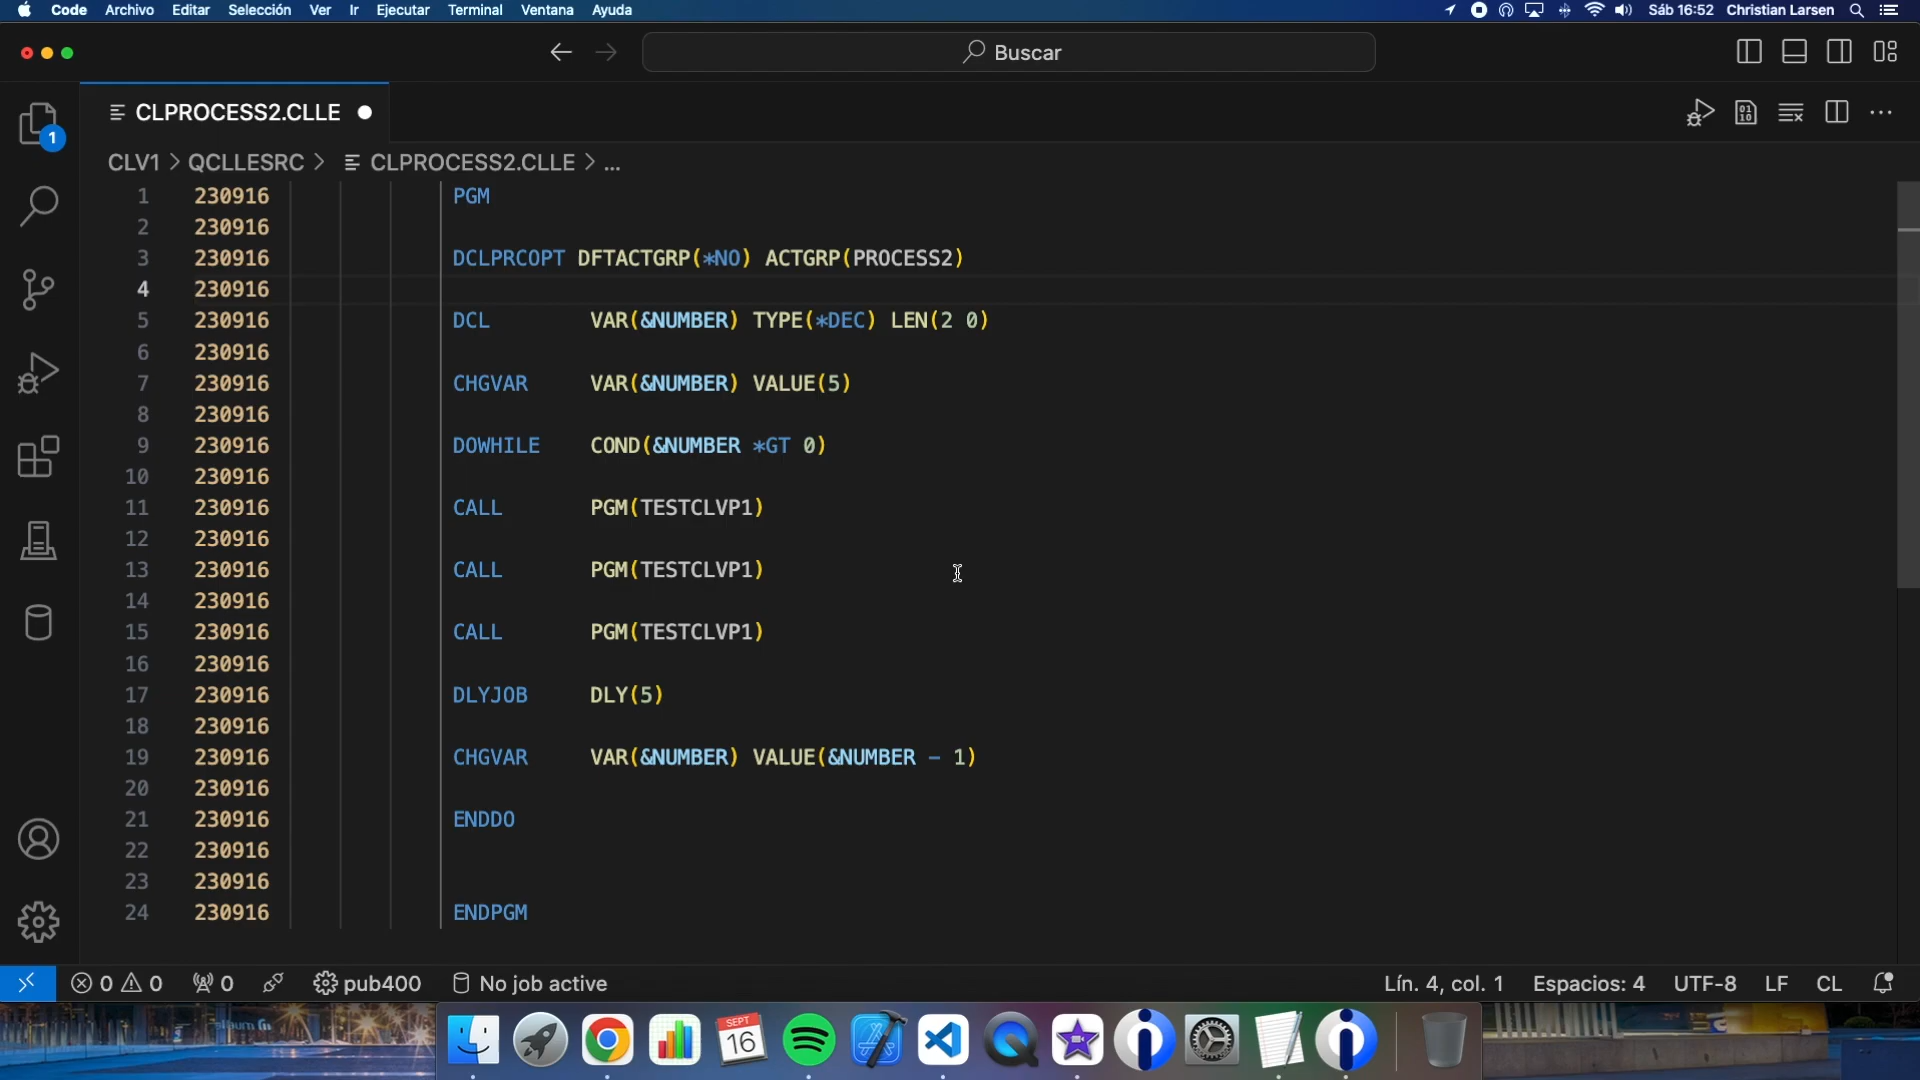 Code Archivo Editar Selección Ver Ir Ejecutar Terminal Ventana Ayuda Sáb 16:52 Christian Larsen
Buscar
CLPROCESS2.CLLE
1
CLV1 > QCLLESRC > CLPROCESS2.CLLE > ...
1 230916 PGM
2 230916
3 230916 DCLPRCOPT DFTACTGRP(*NO) ACTGRP(PROCESS2)
4 230916
5 230916 DCL VAR(&NUMBER) TYPE(*DEC) LEN(2 0)
6 230916
7 230916 CHGVAR VAR(&NUMBER) VALUE(5)
8 230916
9 230916 DOWHILE COND(&NUMBER *GT 0)
10 230916
11 230916 CALL PGM(TESTCLVP1)
12 230916
13 230916 CALL PGM(TESTCLVP1)
14 230916
15 230916 CALL PGM(TESTCLVP1)
16 230916
17 230916 DLYJOB DLY(5)
18 230916
19 230916 CHGVAR VAR(&NUMBER) VALUE(&NUMBER - 1)
20 230916
21 230916 ENDDO
22 230916
23 230916
24 230916 ENDPGM
0 0 0 pub400 No job active Lín. 4, col. 1 Espacios: 4 UTF-8 LF CL
SEPT
16